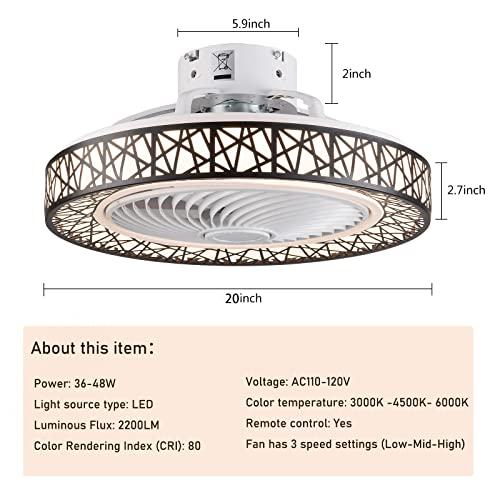 5.9inch
2inch
2.7inch
20inch
About this item:
Power: 36-48W
Light source type: LED
Luminous Flux: 2200LM
Color Rendering Index (CRI): 80
Voltage: AC110-120V
Color temperature: 3000K -4500K- 6000K
Remote control: Yes
Fan has 3 speed settings (Low-Mid-High)